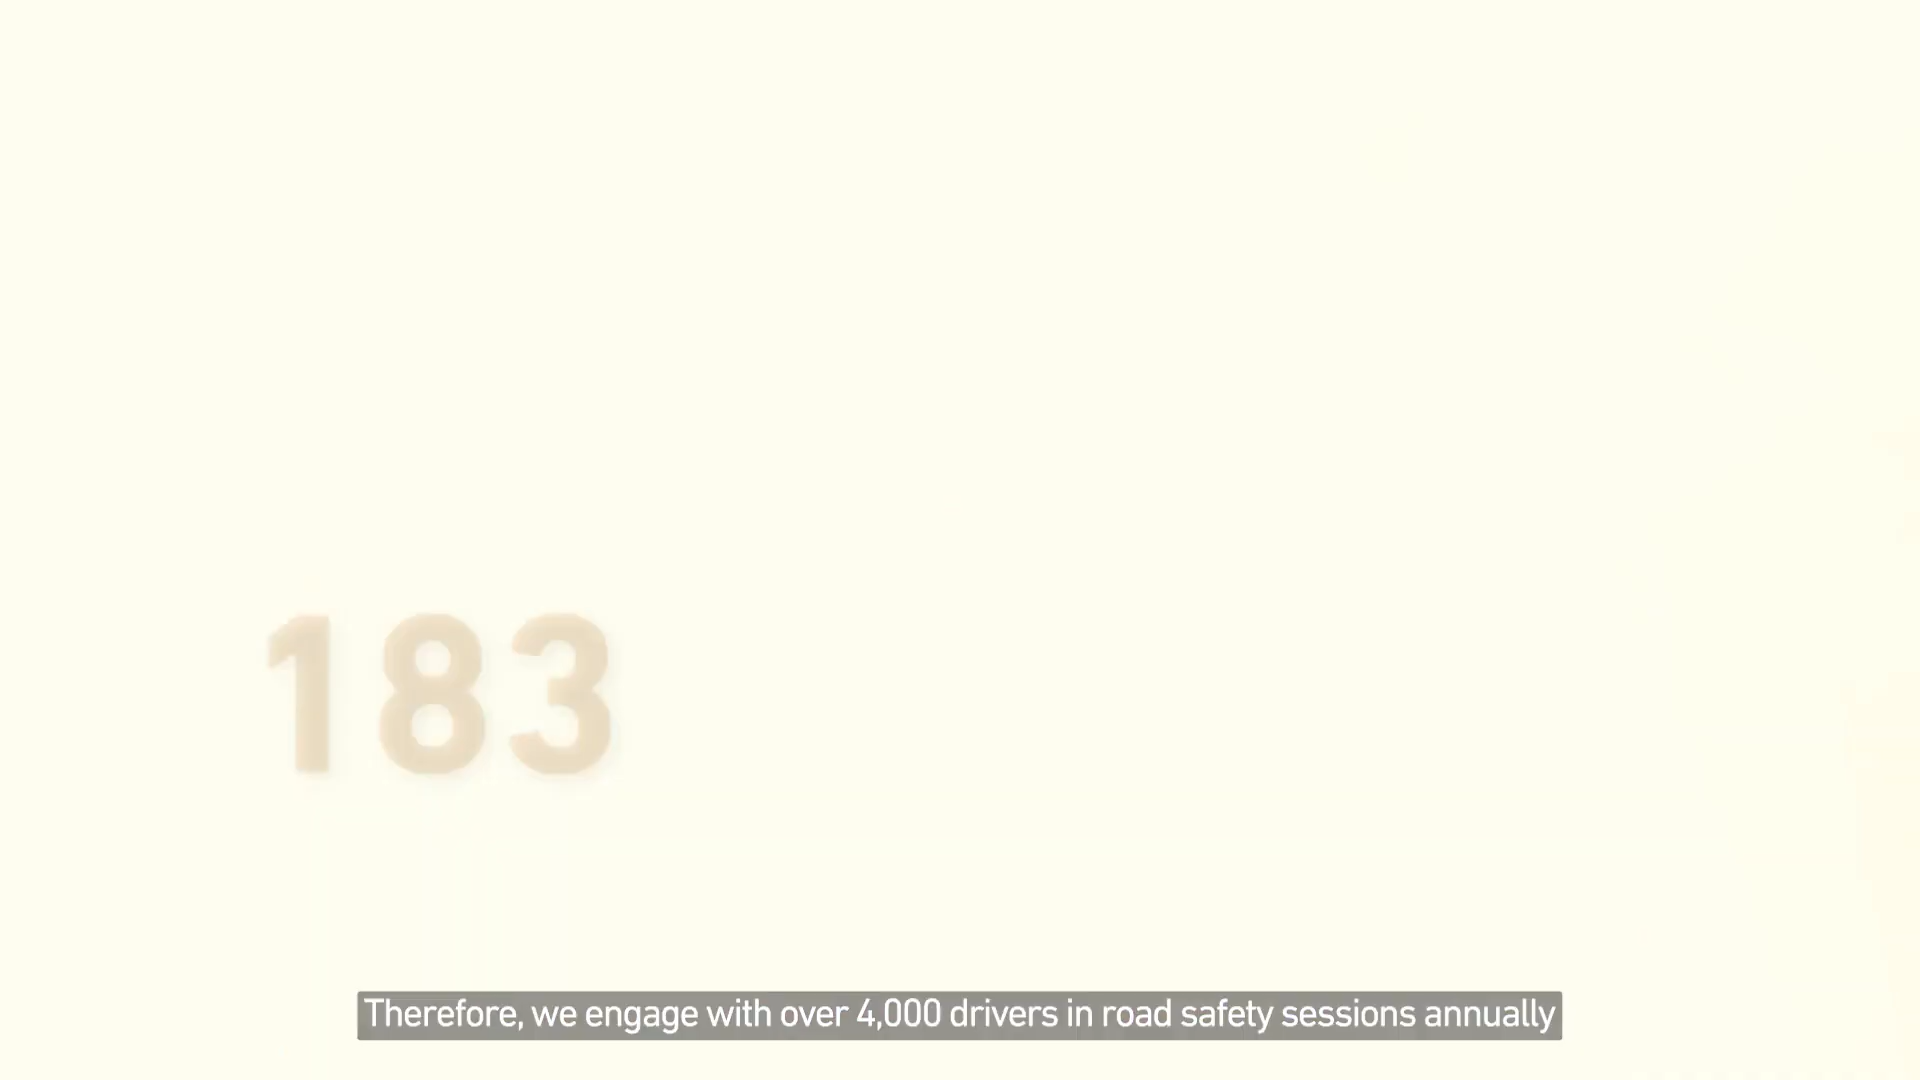 183
Therefore, we engage with over 4,000 drivers in road safety sessions annually